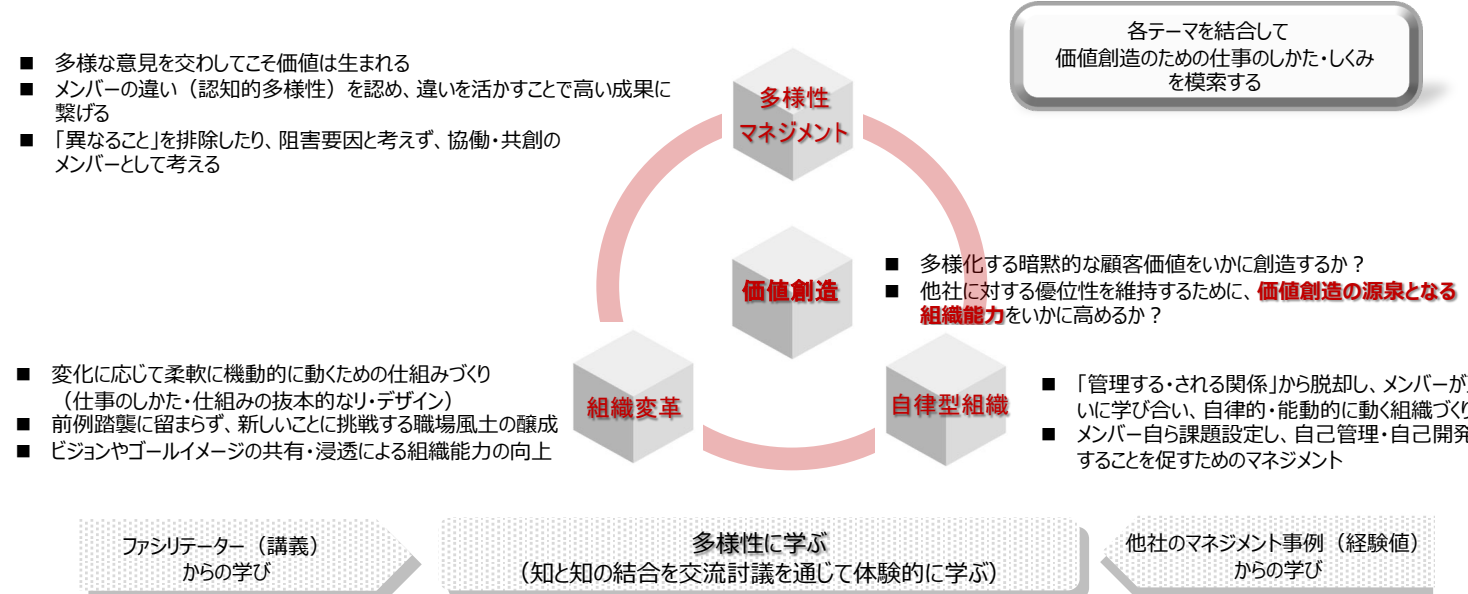 各テーマを結合して
価値創造のための仕事のしかた・しくみ
を模索する
■ 多様な意見を交わしてこそ価値は生まれる
■ メンバーの違い（認知的多様性）を認め、違いを活かすことで高い成果に
繋げる
■ 「異なること」を排除したり、阻害要因と考えず、協働・共創の
メンバーとして考える
多様性
マネジメント
価値創造
■ 多様化する暗黙的な顧客価値をいかに創造するか？
■ 他社に対する優位性を維持するために、価値創造の源泉となる
組織能力をいかに高めるか？
■ 変化に応じて柔軟に機動的に動くための仕組みづくり
（仕事のしかた・仕組みの抜本的なリ・デザイン）
■ 前例踏襲に留まらず、新しいことに挑戦する職場風土の醸成
■ ビジョンやゴールイメージの共有・浸透による組織能力の向上
組織変革
自律型組織
■ 「管理する・される関係」から脱却し、メンバーが
いに学び合い、自律的・能動的に動く組織づくり
■ メンバー自ら課題設定し、自己管理・自己開発
することを促すためのマネジメント
ファシリテーター（講義）
からの学び
多様性に学ぶ
（知と知の結合を交流討議を通じて体験的に学ぶ）
他社のマネジメント事例（経験値）
からの学び